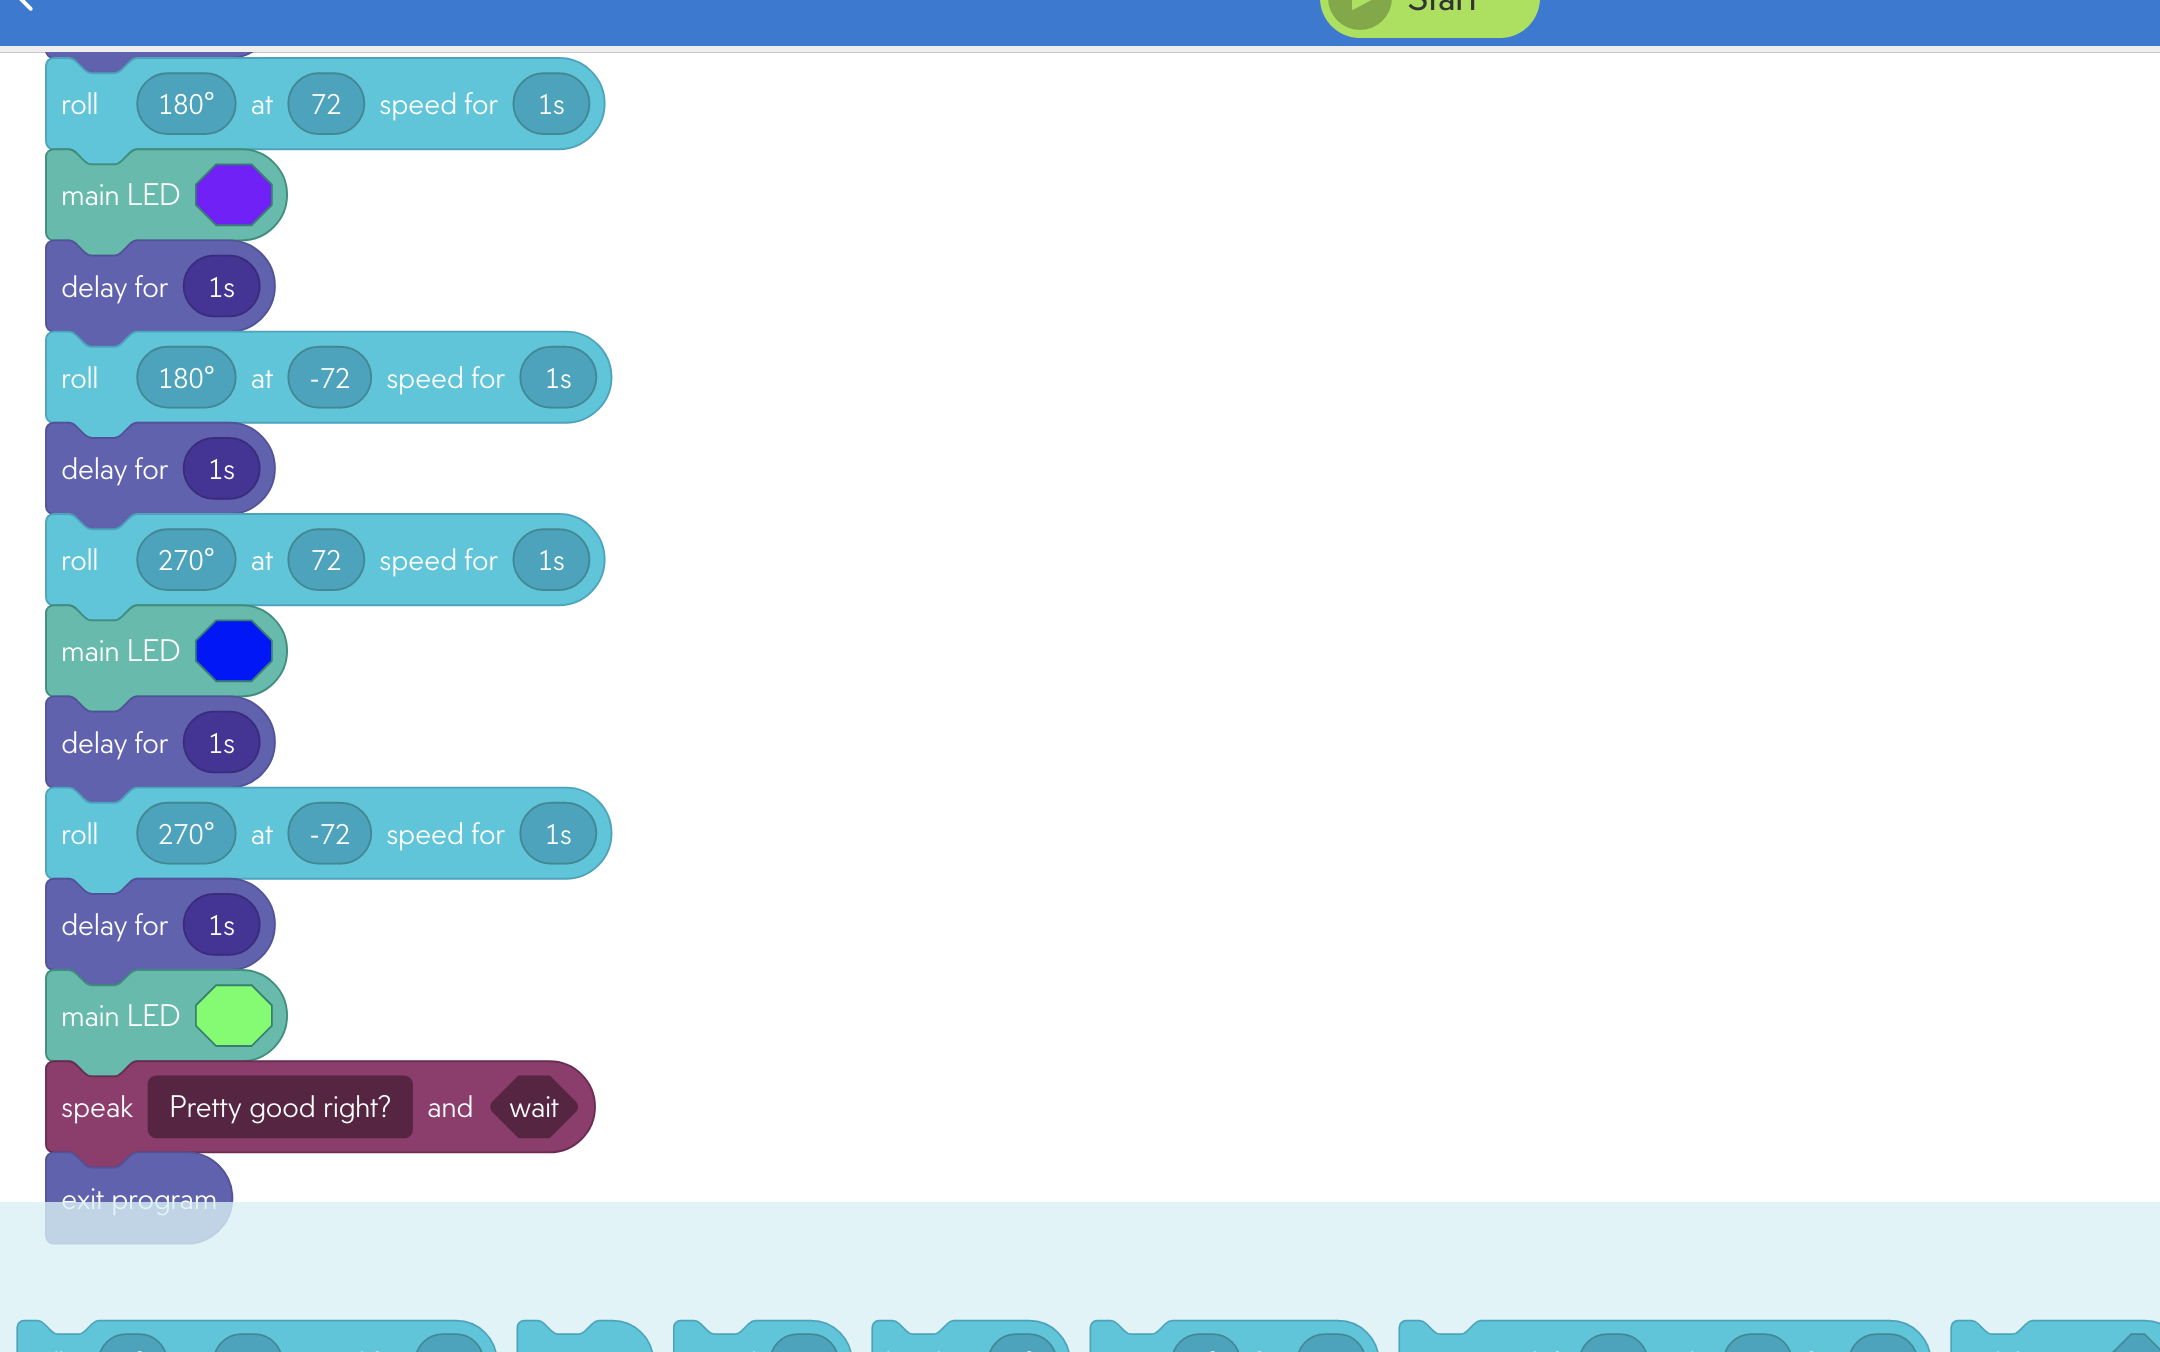 Start
roll 180° at 72 speed for 1s
main LED
delay for 1s
roll 180° at -72 speed for 1s
delay for 1s
roll 270° at 72 speed for 1s
main LED
delay for 1s
roll 270° at -72 speed for 1s
delay for 1s
main LED
speak Pretty good right? and wait
exit program